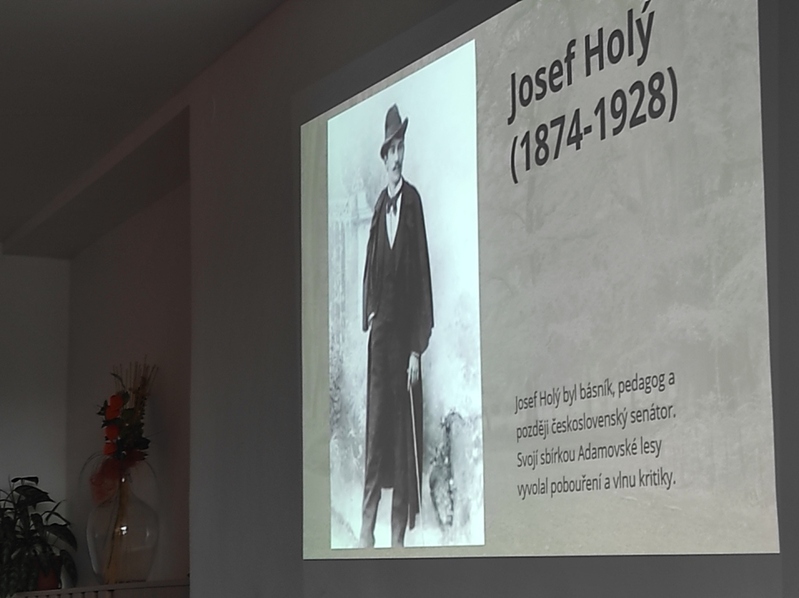 Josef Holý
(1874-1928)
Josef Holý byl básník, pedagog a
později československý senátor.
Svojí sbírkou Adamovské lesy
vyvolal pobouření a vlnu kritiky.